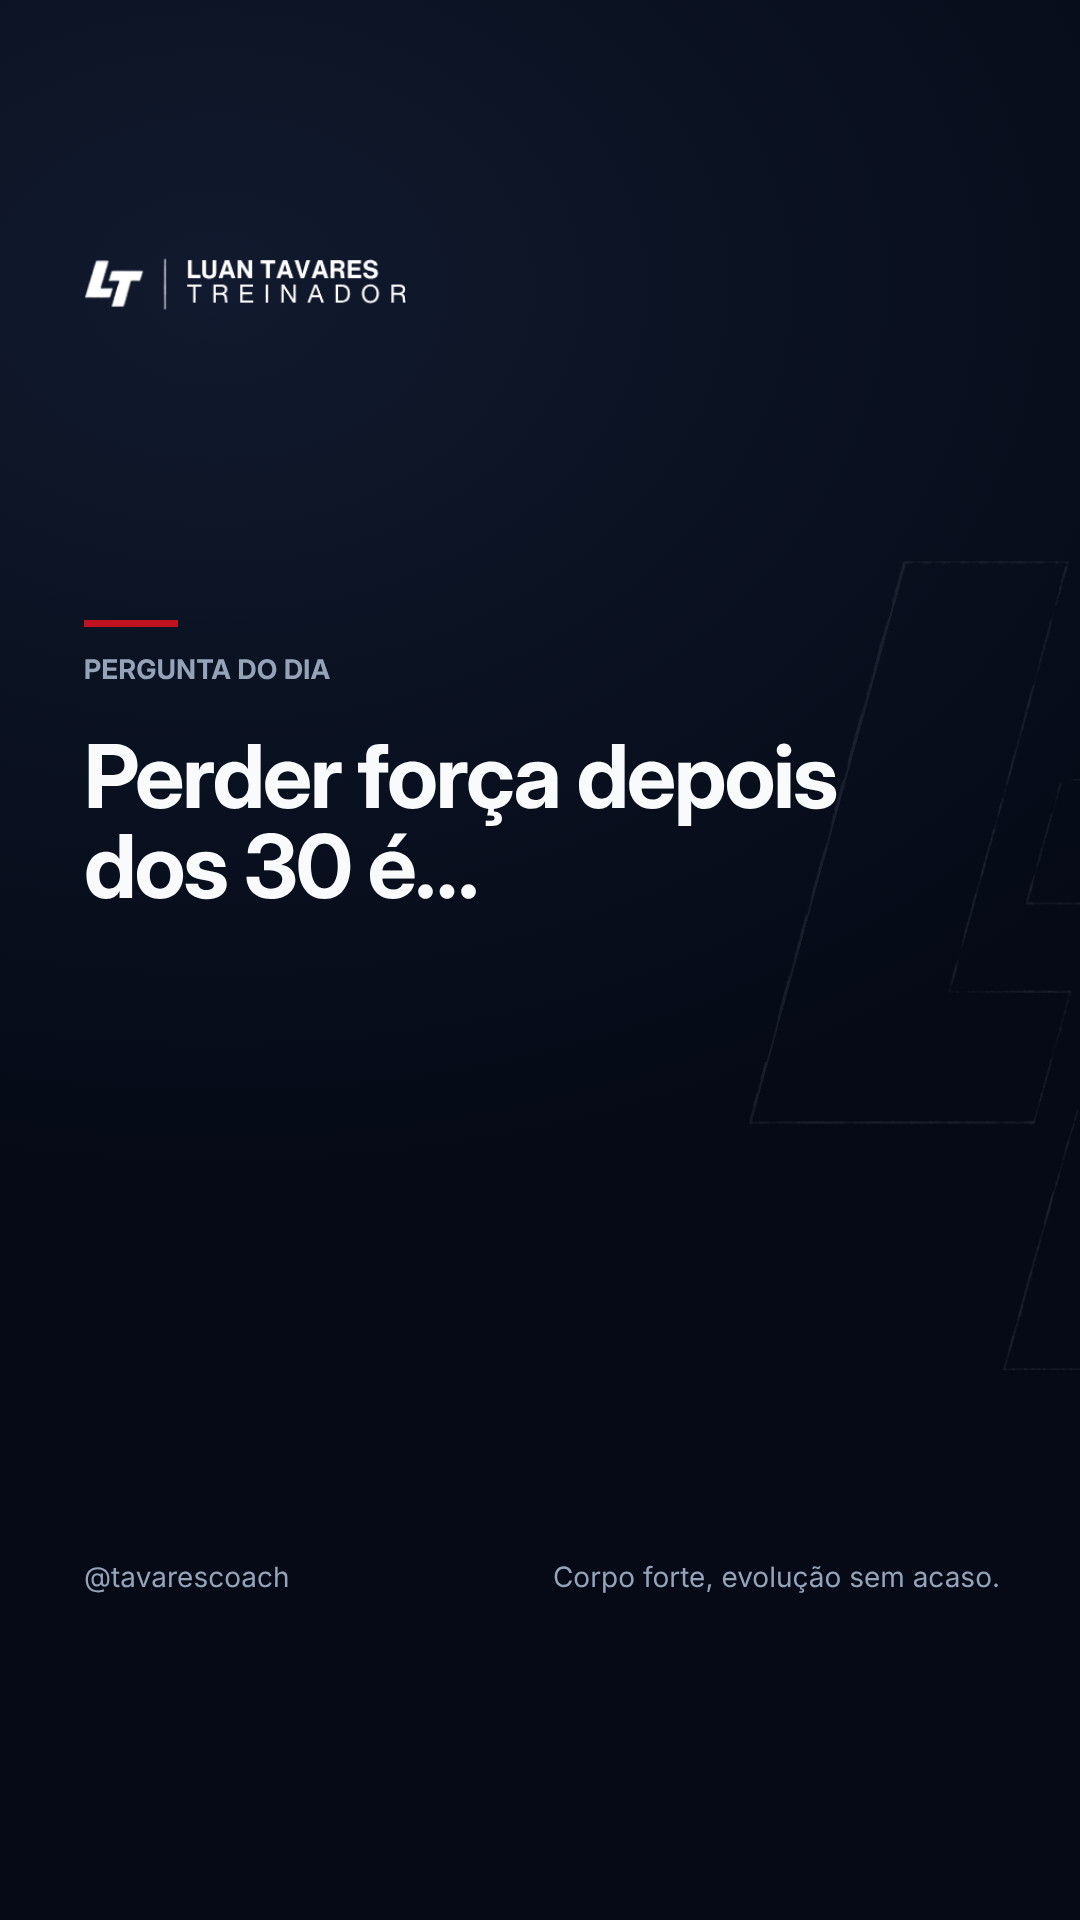 LT
LUAN TAVARES
TREINADOR
PERGUNTA DO DIA
Perder força depois
dos 30 é...
@tavarescoach
Corpo forte, evolução sem acaso.